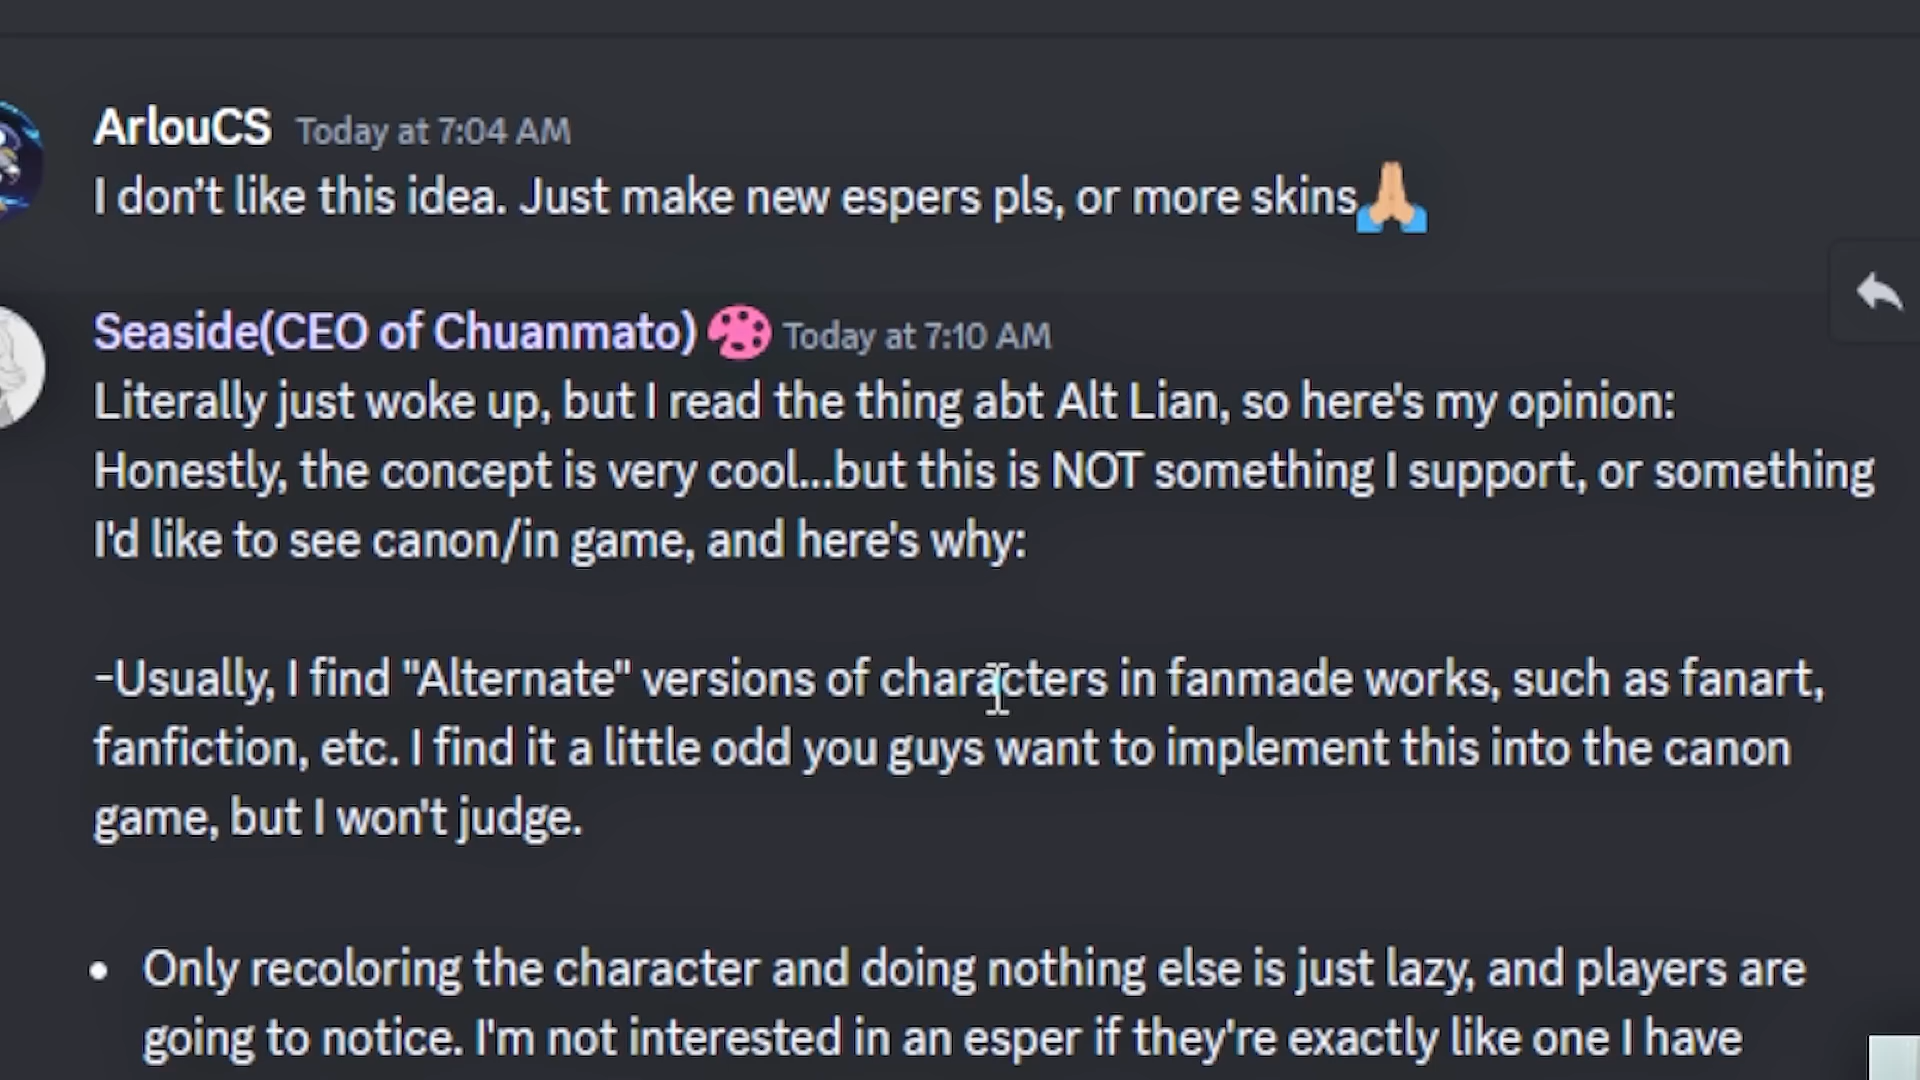 ArlouCS Today at 7:04 AM
I don’t like this idea. Just make new espers pls, or more skins🙏🏼
Seaside(CEO of Chuanmato) Today at 7:10 AM
Literally just woke up, but I read the thing abt Alt Lian, so here's my opinion:
Honestly, the concept is very cool...but this is NOT something I support, or something
I'd like to see canon/in game, and here's why:
-Usually, I find "Alternate" versions of characters in fanmade works, such as fanart,
fanfiction, etc. I find it a little odd you guys want to implement this into the canon
game, but I won't judge.
• Only recoloring the character and doing nothing else is just lazy, and players are
going to notice. I'm not interested in an esper if they're exactly like one I have